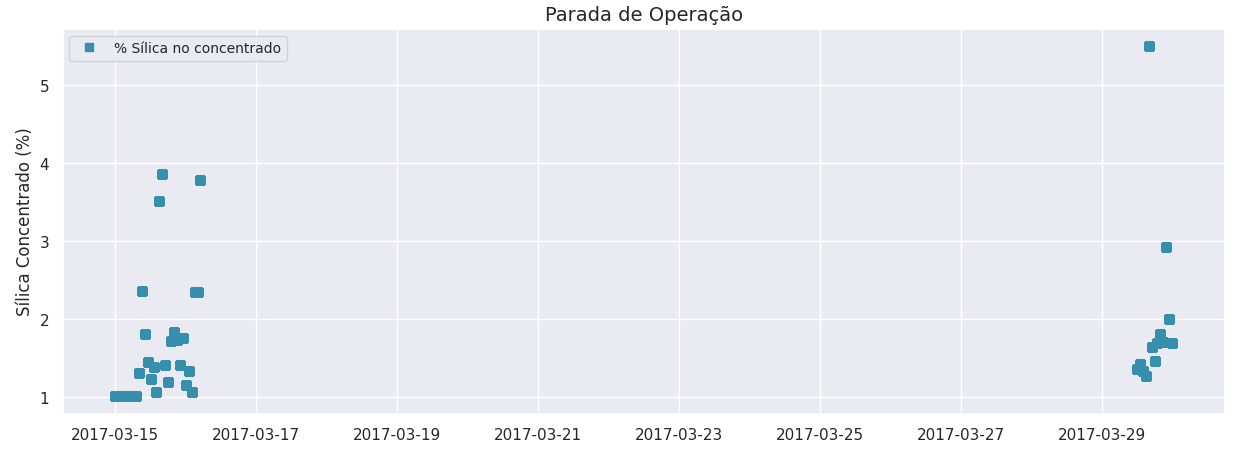 Parada de Operação
% Sílica no concentrado
Sílica Concentrado (%)
5
4
3
2
1
2017-03-15 2017-03-17 2017-03-19 2017-03-21 2017-03-23 2017-03-25 2017-03-27 2017-03-29